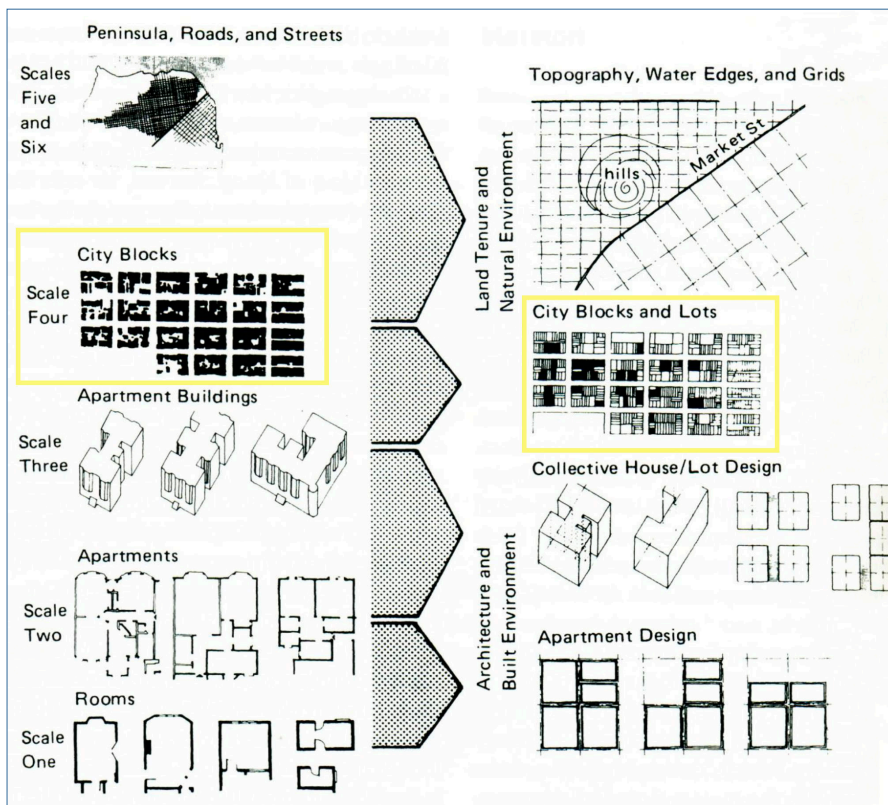 Peninsula, Roads, and Streets
Scales
Five
and
Six
City Blocks
Scale
Four
Apartment Buildings
Scale
Three
Apartments
Scale
Two
Rooms
Scale
One
Land Tenure and
Natural Environment
Architecture and
Built Environment
Topography, Water Edges, and Grids
hills
Market St.
City Blocks and Lots
Collective House/Lot Design
Apartment Design